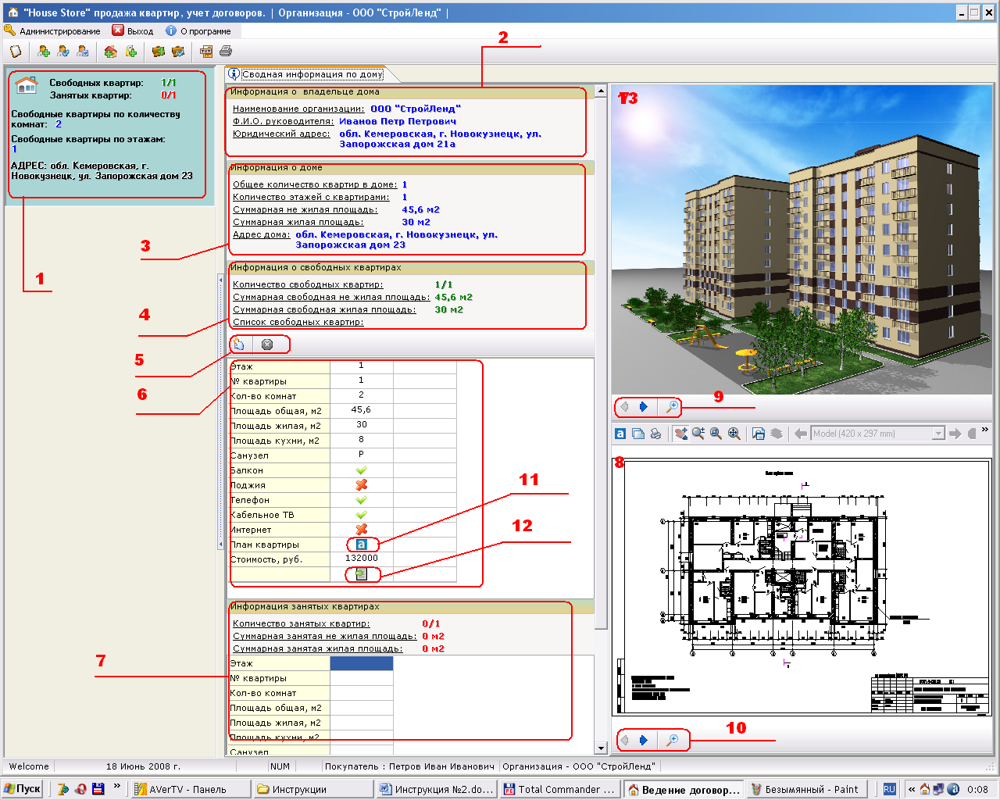 "House Store" продажа квартир, учет договоров. | Организация - ООО "СтройЛенд" |
Администрирование Выход О программе
Свободных квартир: 1/1
Занятых квартир: 0/1
Свободные квартиры по количеству
комнат: 2
Свободные квартиры по этажам:
1
АДРЕС: обл. Кемеровская, г.
Новокузнецк, ул. Запорожская дом 23
1
2
3
4
5
6
7
Сводная информация по дому
Информация о владельце дома
Наименование организации: ООО "СтройЛенд"
Ф.И.О. руководителя: Иванов Петр Петрович
Юридический адрес: обл. Кемеровская, г. Новокузнецк, ул.
Запорожская дом 21а
Информация о доме
Общее количество квартир в доме: 1
Количество этажей с квартирами: 1
Суммарная не жилая площадь: 45,6 м2
Суммарная жилая площадь: 30 м2
Адрес дома: обл. Кемеровская, г. Новокузнецк, ул.
Запорожская дом 23
Информация о свободных квартирах
Количество свободных квартир: 1/1
Суммарная свободная не жилая площадь: 45,6 м2
Суммарная свободная жилая площадь: 30 м2
Список свободных квартир:
Этаж 1
№ квартиры 1
Кол-во комнат 2
Площадь общая, м2 45,6
Площадь жилая, м2 30
Площадь кухни, м2 8
Санузел Р
Балкон
Лоджия
Телефон
Кабельное ТВ
Интернет
План квартиры a
Стоимость, руб. 132000
11
12
Информация занятых квартирах
Количество занятых квартир: 0/1
Суммарная занятая не жилая площадь: 0 м2
Суммарная занятая жилая площадь: 0 м2
Этаж
№ квартиры
Кол-во комнат
Площадь общая, м2
Площадь жилая, м2
Площадь кухни, м2
Санузел
13
9
a Model (420 x 297 mm) »
8
10
Welcome 18 Июнь 2008 г. NUM Покупатель : Петров Иван Иванович Организация - ООО "СтройЛенд"
Пуск » AVerTV - Панель Инструкции Инструкция №2.do... Total Commander ... Ведение договор... Безымянный - Paint RU « 0:08